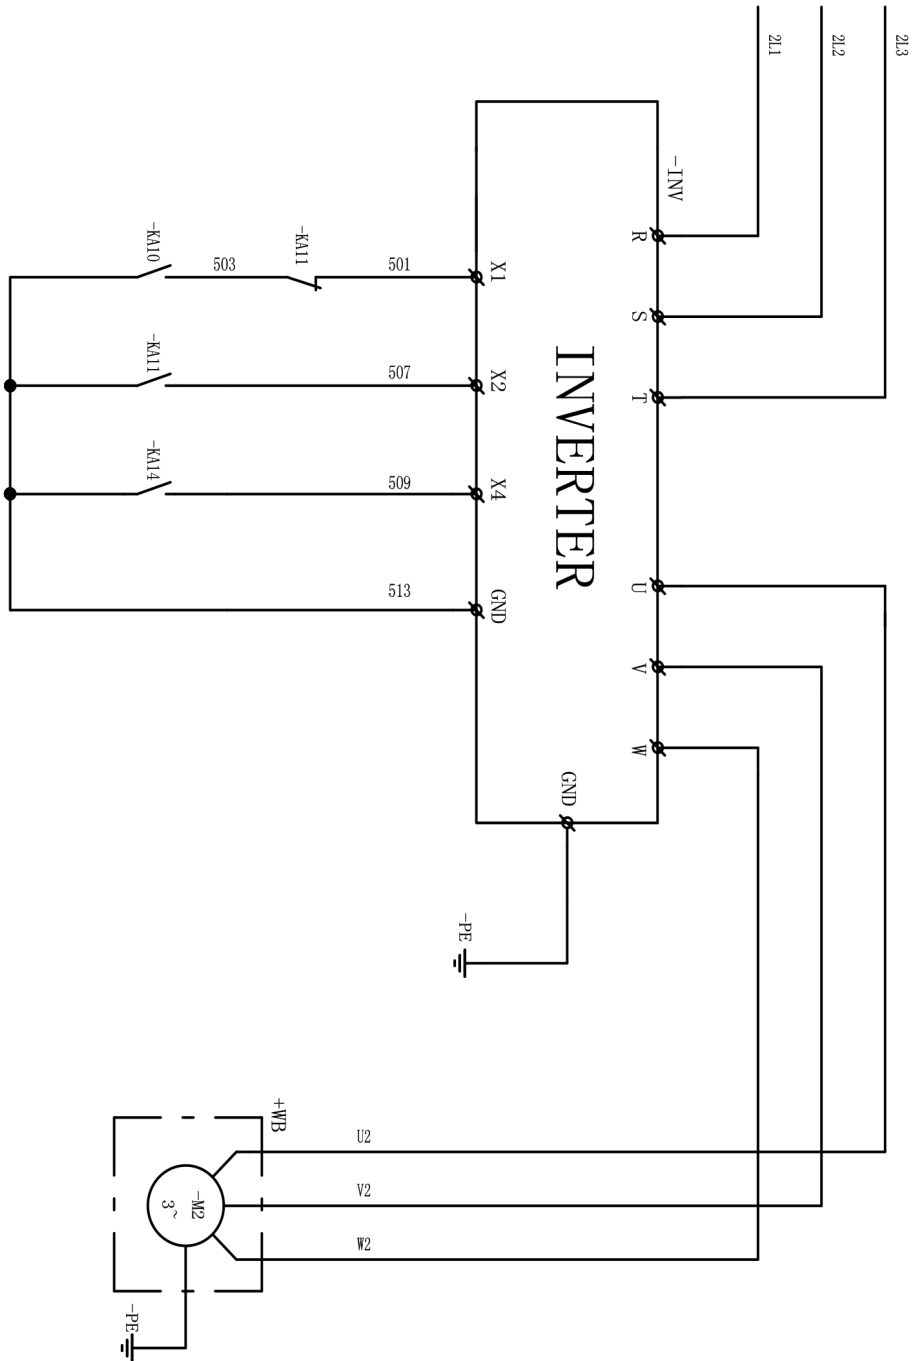 2L1
2L2
2L3
-INV
R
S
T
U
V
W
INVERTER
X1
X2
X4
GND
GND
-KA10
503
-KA11
501
-KA11
507
-KA14
509
513
-PE
+WB
U2
V2
W2
-M2
3~
-PE